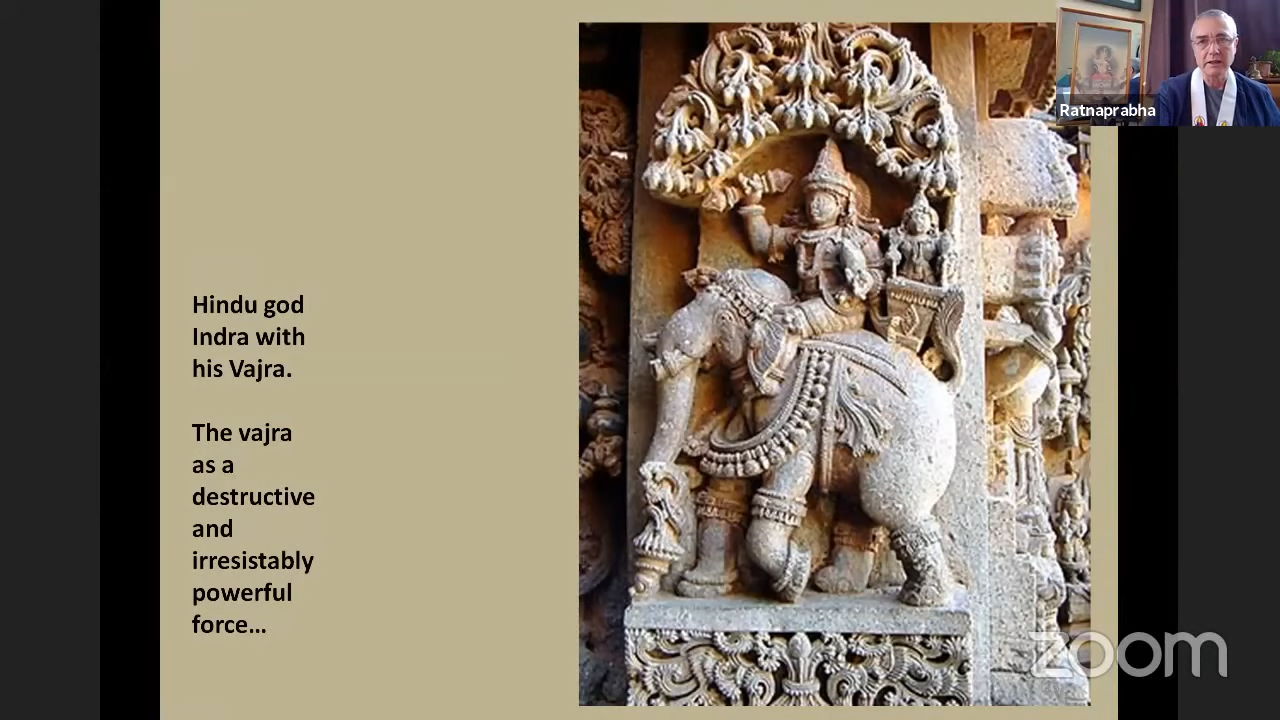 Ratnaprabha
Hindu god
Indra with
his Vajra.
The vajra
as a
destructive
and
irresistably
powerful
force...
zoom